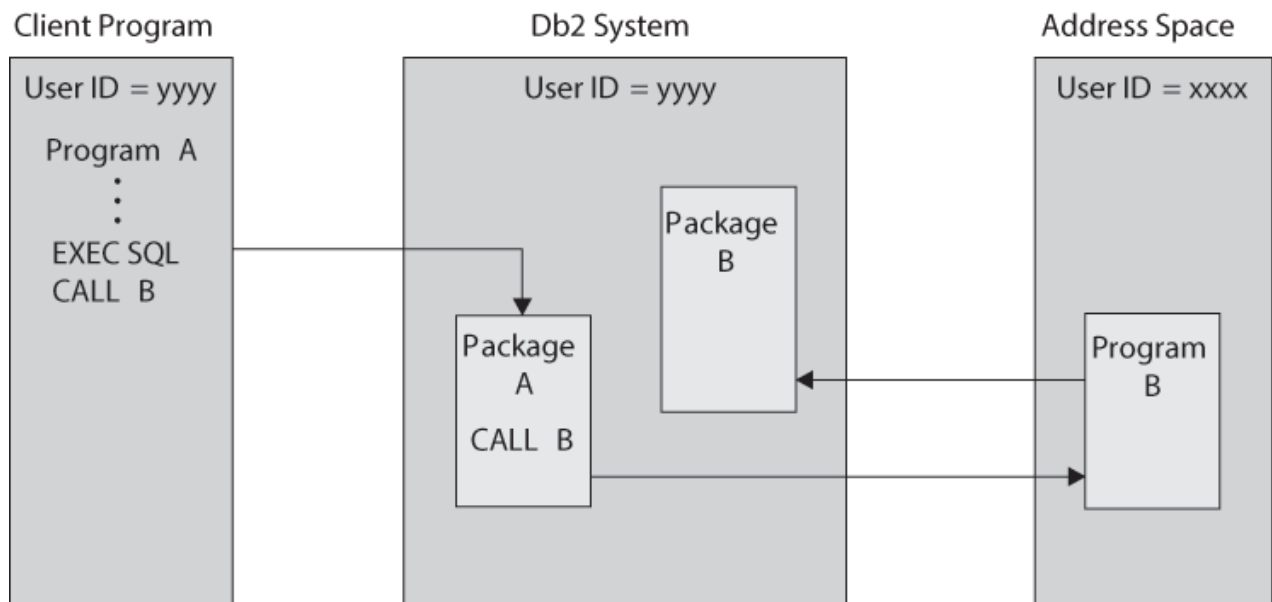 Client Program
User ID = yyyy
Program A
EXEC SQL
CALL B
Db2 System
User ID = yyyy
Package
B
Package
A
CALL B
Address Space
User ID = xxxx
Program
B